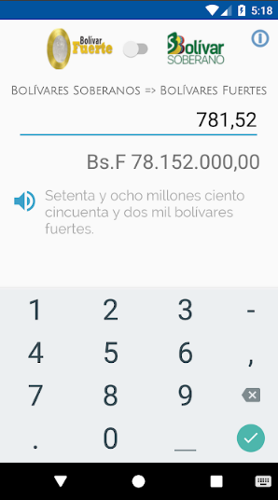 5:18
Bolívar
Fuerte
Bolívar
SOBERANO
Bolívares Soberanos => Bolívares Fuertes
781,52
Bs.F 78.152.000,00
Setenta y ocho millones ciento
cincuenta y dos mil bolivares
fuertes.
1 2 3 -
4 5 6 ,
7 8 9
. 0 _